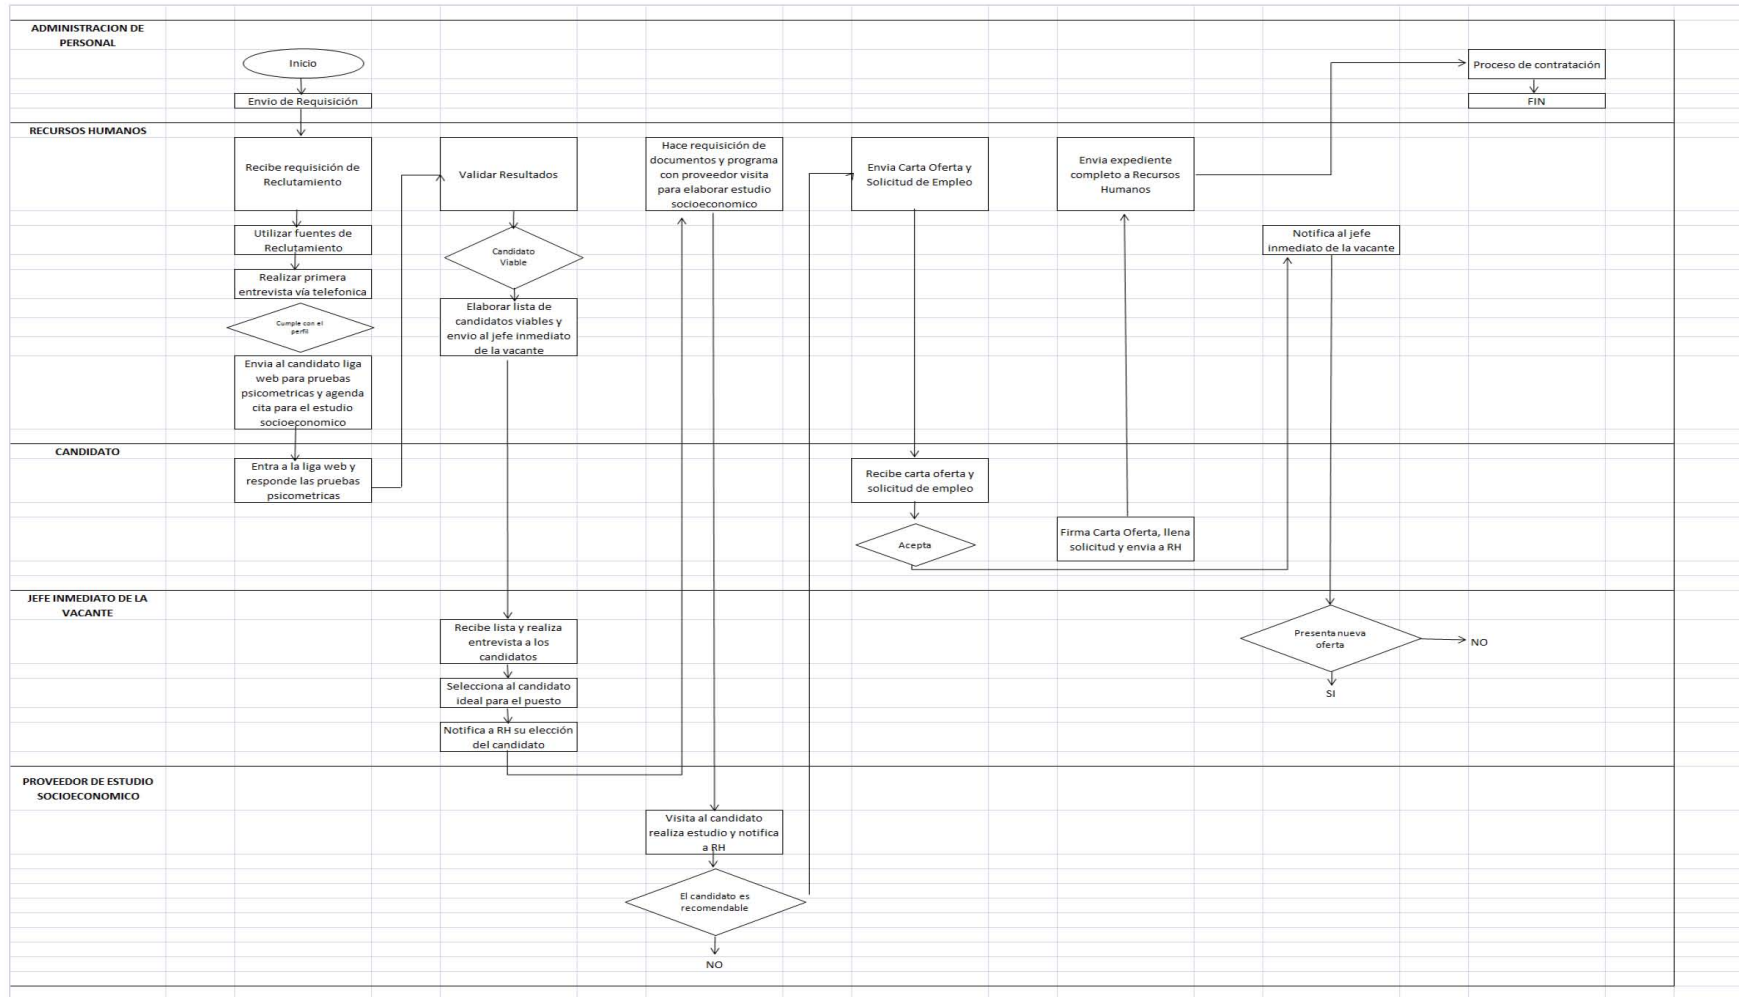 ADMINISTRACION DE
PERSONAL
Inicio
Envio de Requisición
Proceso de contratación
FIN
RECURSOS HUMANOS
Recibe requisición de
Reclutamiento
Utilizar fuentes de
Reclutamiento
Realizar primera
entrevista vía telefonica
Cumple con el
perfil
Envia al candidato liga
web para pruebas
psicometricas y agenda
cita para el estudio
socioeconomico
Validar Resultados
Candidato
Viable
Elaborar lista de
candidatos viables y
envio al jefe inmediato
de la vacante
Hace requisición de
documentos y programa
con proveedor visita
para elaborar estudio
socioeconomico
Envia Carta Oferta y
Solicitud de Empleo
Envia expediente
completo a Recursos
Humanos
Notifica al jefe
inmediato de la vacante
CANDIDATO
Entra a la liga web y
responde las pruebas
psicometricas
Recibe carta oferta y
solicitud de empleo
Acepta
Firma Carta Oferta, llena
solicitud y envia a RH
JEFE INMEDIATO DE LA
VACANTE
Recibe lista y realiza
entrevista a los
candidatos
Selecciona al candidato
ideal para el puesto
Notifica a RH su elección
del candidato
Presenta nueva
oferta
NO
SI
PROVEEDOR DE ESTUDIO
SOCIOECONOMICO
Visita al candidato
realiza estudio y notifica
a RH
El candidato es
recomendable
NO